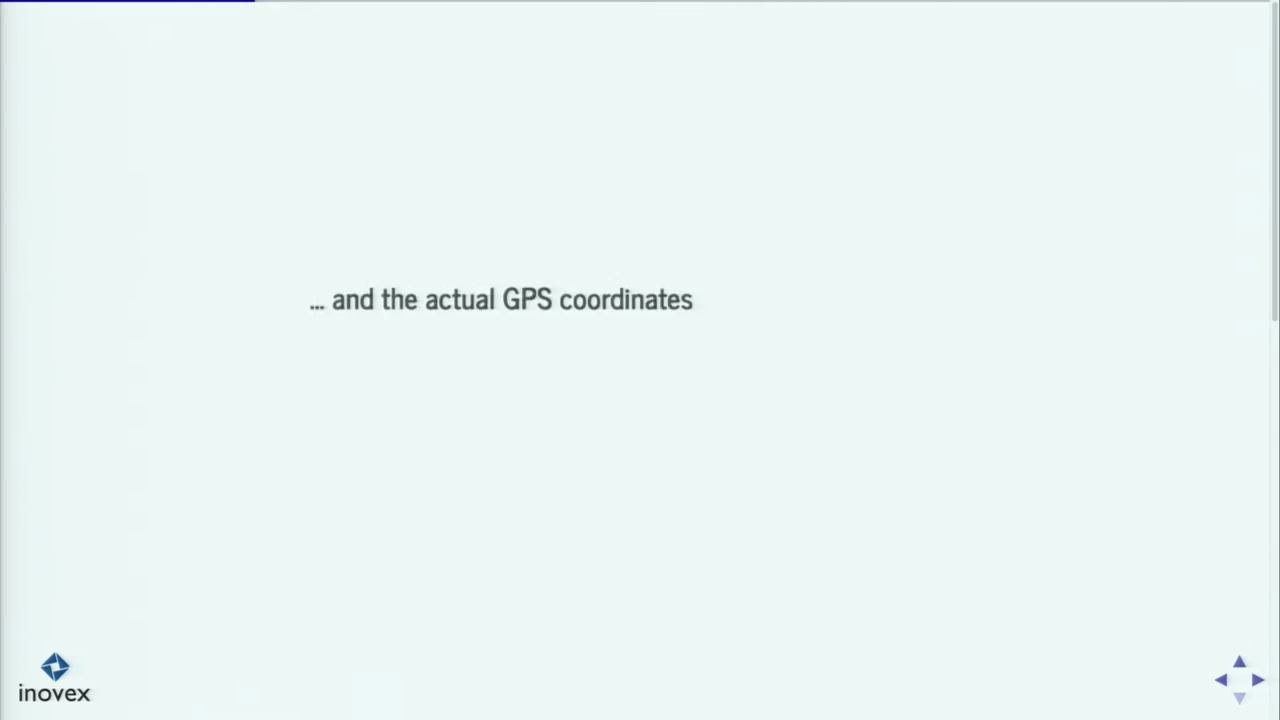 ... and the actual GPS coordinates
inovex